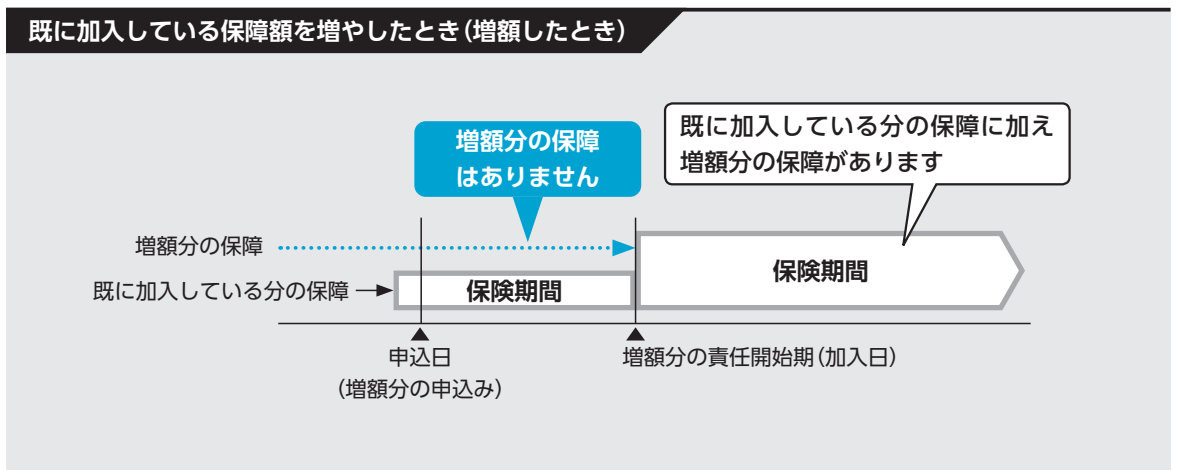 既に加入している保障額を増やしたとき(増額したとき)
増額分の保障
はありません
既に加入している分の保障に加え
増額分の保障があります
増額分の保障
保険期間
既に加入している分の保障
保険期間
申込日
(増額分の申込み)
増額分の責任開始期(加入日)